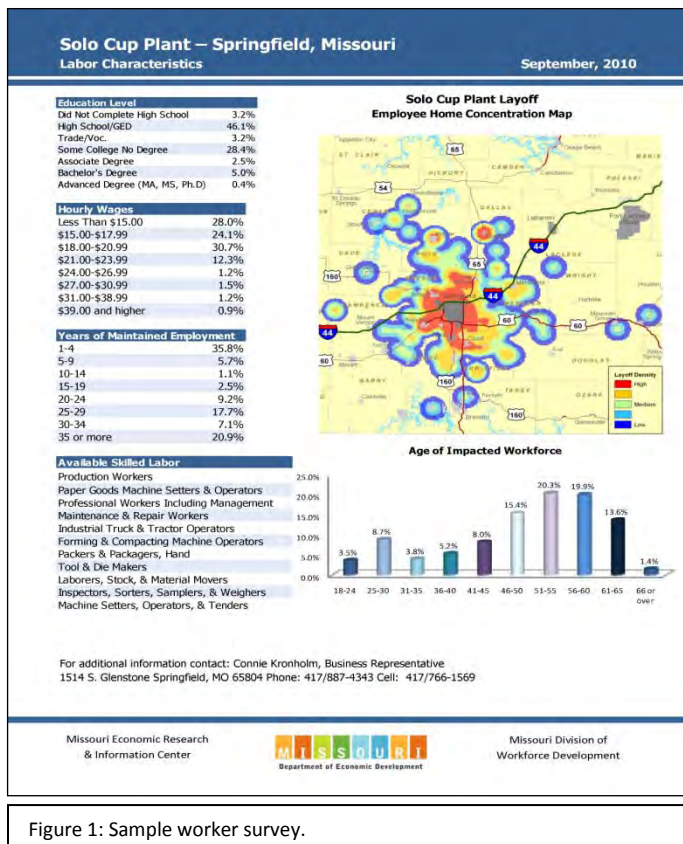 Solo Cup Plant – Springfield, Missouri
Labor Characteristics September, 2010
Education Level
Did Not Complete High School 3.2%
High School/GED 46.1%
Trade/Voc. 3.2%
Some College No Degree 28.4%
Associate Degree 2.5%
Bachelor's Degree 5.0%
Advanced Degree (MA, MS, Ph.D) 0.4%
Hourly Wages
Less Than $15.00 28.0%
$15.00-$17.99 24.1%
$18.00-$20.99 30.7%
$21.00-$23.99 12.3%
$24.00-$26.99 1.2%
$27.00-$30.99 1.5%
$31.00-$38.99 1.2%
$39.00 and higher 0.9%
Years of Maintained Employment
1-4 35.8%
5-9 5.7%
10-14 1.1%
15-19 2.5%
20-24 9.2%
25-29 17.7%
30-34 7.1%
35 or more 20.9%
Available Skilled Labor
Production Workers
Paper Goods Machine Setters & Operators
Professional Workers Including Management
Maintenance & Repair Workers
Industrial Truck & Tractor Operators
Forming & Compacting Machine Operators
Packers & Packagers, Hand
Tool & Die Makers
Laborers, Stock, & Material Movers
Inspectors, Sorters, Samplers, & Weighers
Machine Setters, Operators, & Tenders
Solo Cup Plant Layoff
Employee Home Concentration Map
65
54
DALLAS
Lebanon
44
65
160
WRIGHT
44
60
60
44
60
DOUGLAS
160
TANEY
OZARK
160
Layoff Density
High
Medium
Low
Age of Impacted Workforce
25.0%
20.0%
15.0%
10.0%
5.0%
0.0%
3.5%
8.7%
3.8%
5.2%
8.0%
15.4%
20.3%
19.9%
13.6%
1.4%
18-24 25-30 31-35 36-40 41-45 46-50 51-55 56-60 61-65 66 or
over
For additional information contact: Connie Kronholm, Business Representative
1514 S. Glenstone Springfield, MO 65804 Phone: 417/887-4343 Cell: 417/766-1569
Missouri Economic Research
& Information Center
MISSOURI
Department of Economic Development
Missouri Division of
Workforce Development
Figure 1: Sample worker survey.